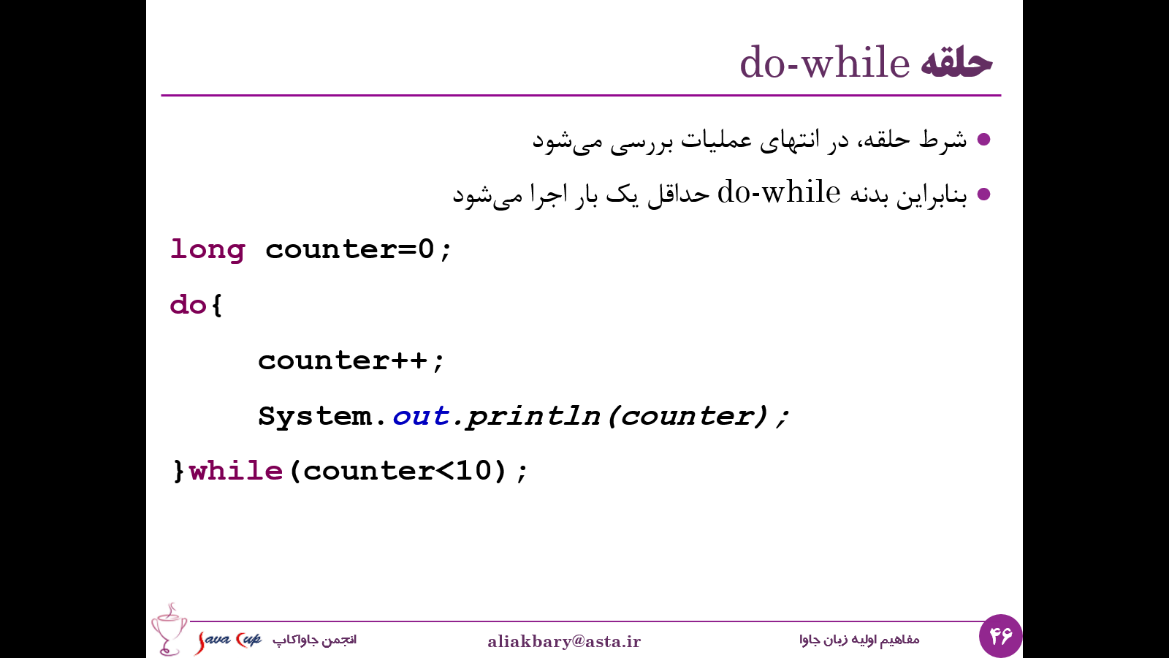 حلقه do-while
شرط حلقه، در انتهای عملیات بررسی می‌شود
بنابراین بدنه do-while حداقل یک بار اجرا می‌شود
long counter=0;
do{
counter++;
System.out.println(counter);
}while(counter<10);
۴۶
مفاهیم اولیه زبان جاوا
aliakbary@asta.ir
انجمن جاواکاپ
Java Cup